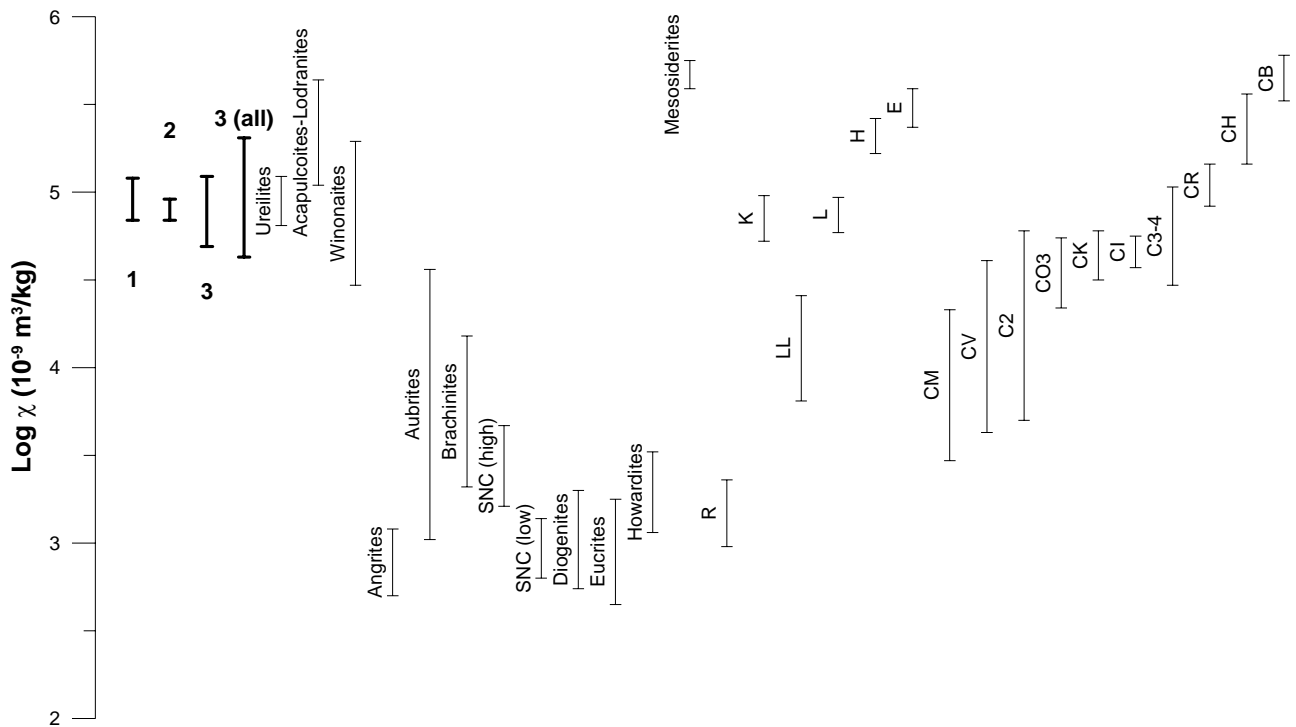 6
5
4
3
2
Log χ (10⁻⁹ m³/kg)
1
2
3
3 (all)
Ureilites
Acapulcoites-Lodranites
Winonaites
Angrites
Aubrites
Brachinites
SNC (high)
SNC (low)
Diogenites
Eucrites
Howardites
Mesosiderites
R
K
LL
L
H
E
CM
CV
C2
CO3
CK
CI
C3-4
CR
CH
CB